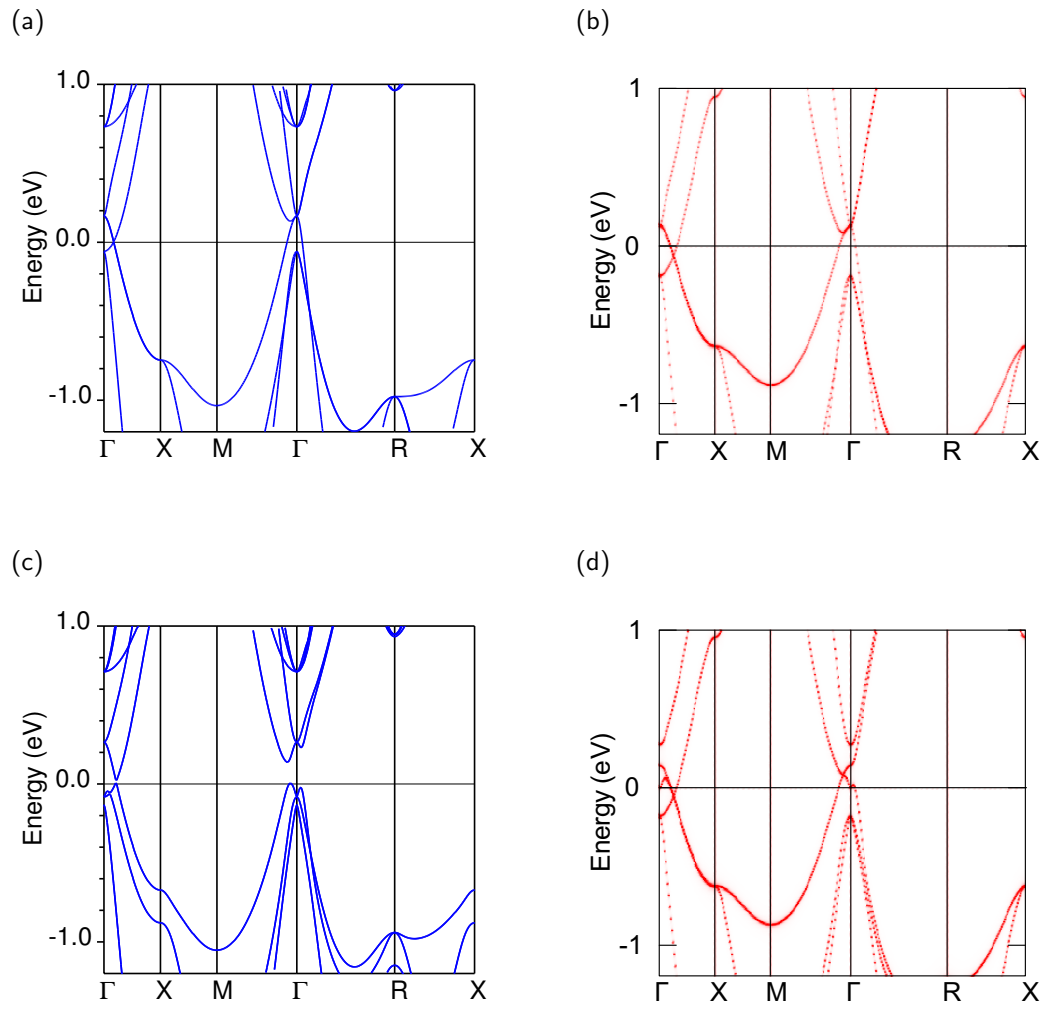 (a)
(b)
1.0
0.0
-1.0
Energy (eV)
Γ X M Γ R X
1
0
-1
Energy (eV)
Γ X M Γ R X
(c)
(d)
1.0
0.0
-1.0
Energy (eV)
Γ X M Γ R X
1
0
-1
Energy (eV)
Γ X M Γ R X